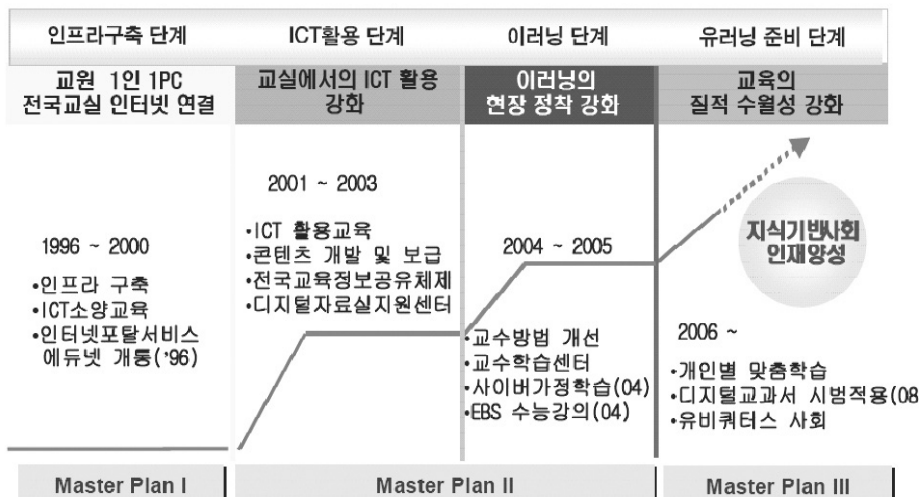 인프라구축 단계
ICT활용 단계
이러닝 단계
유러닝 준비 단계
교원 1인 1PC
전국교실 인터넷 연결
교실에서의 ICT 활용
강화
이러닝의
현장 정착 강화
교육의
질적 수월성 강화
1996 ~ 2000
•인프라 구축
•ICT소양교육
•인터넷포탈서비스
에듀넷 개통('96)
2001 ~ 2003
•ICT 활용교육
•콘텐츠 개발 및 보급
•전국교육정보공유체제
•디지털자료실지원센터
2004 ~ 2005
•교수방법 개선
•교수학습센터
•사이버가정학습(04)
•EBS 수능강의(04)
지식기반사회
인재양성
2006 ~
•개인별 맞춤학습
•디지털교과서 시범적용(08
•유비쿼터스 사회
Master Plan I
Master Plan II
Master Plan III